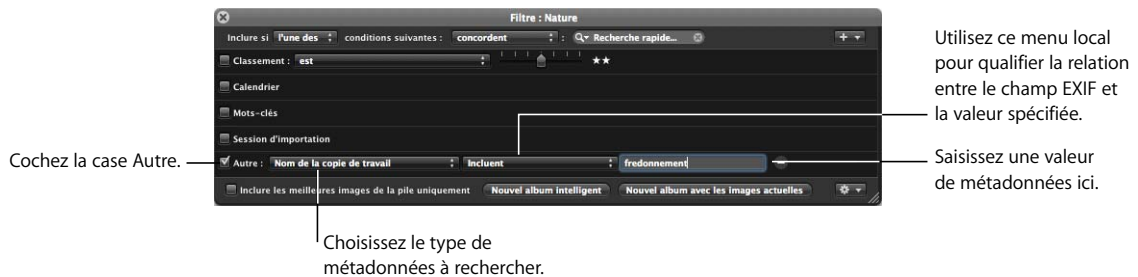 Filtre : Nature
Inclure si l'une des conditions suivantes : concordent : Recherche rapide...
Classement : est ★★
Calendrier
Mots-clés
Session d'importation
Autre : Nom de la copie de travail Incluent fredonnement
Inclure les meilleures images de la pile uniquement Nouvel album intelligent Nouvel album avec les images actuelles
Utilisez ce menu local
pour qualifier la relation
entre le champ EXIF et
la valeur spécifiée.
Cochez la case Autre.
Saisissez une valeur
de métadonnées ici.
Choisissez le type de
métadonnées à rechercher.